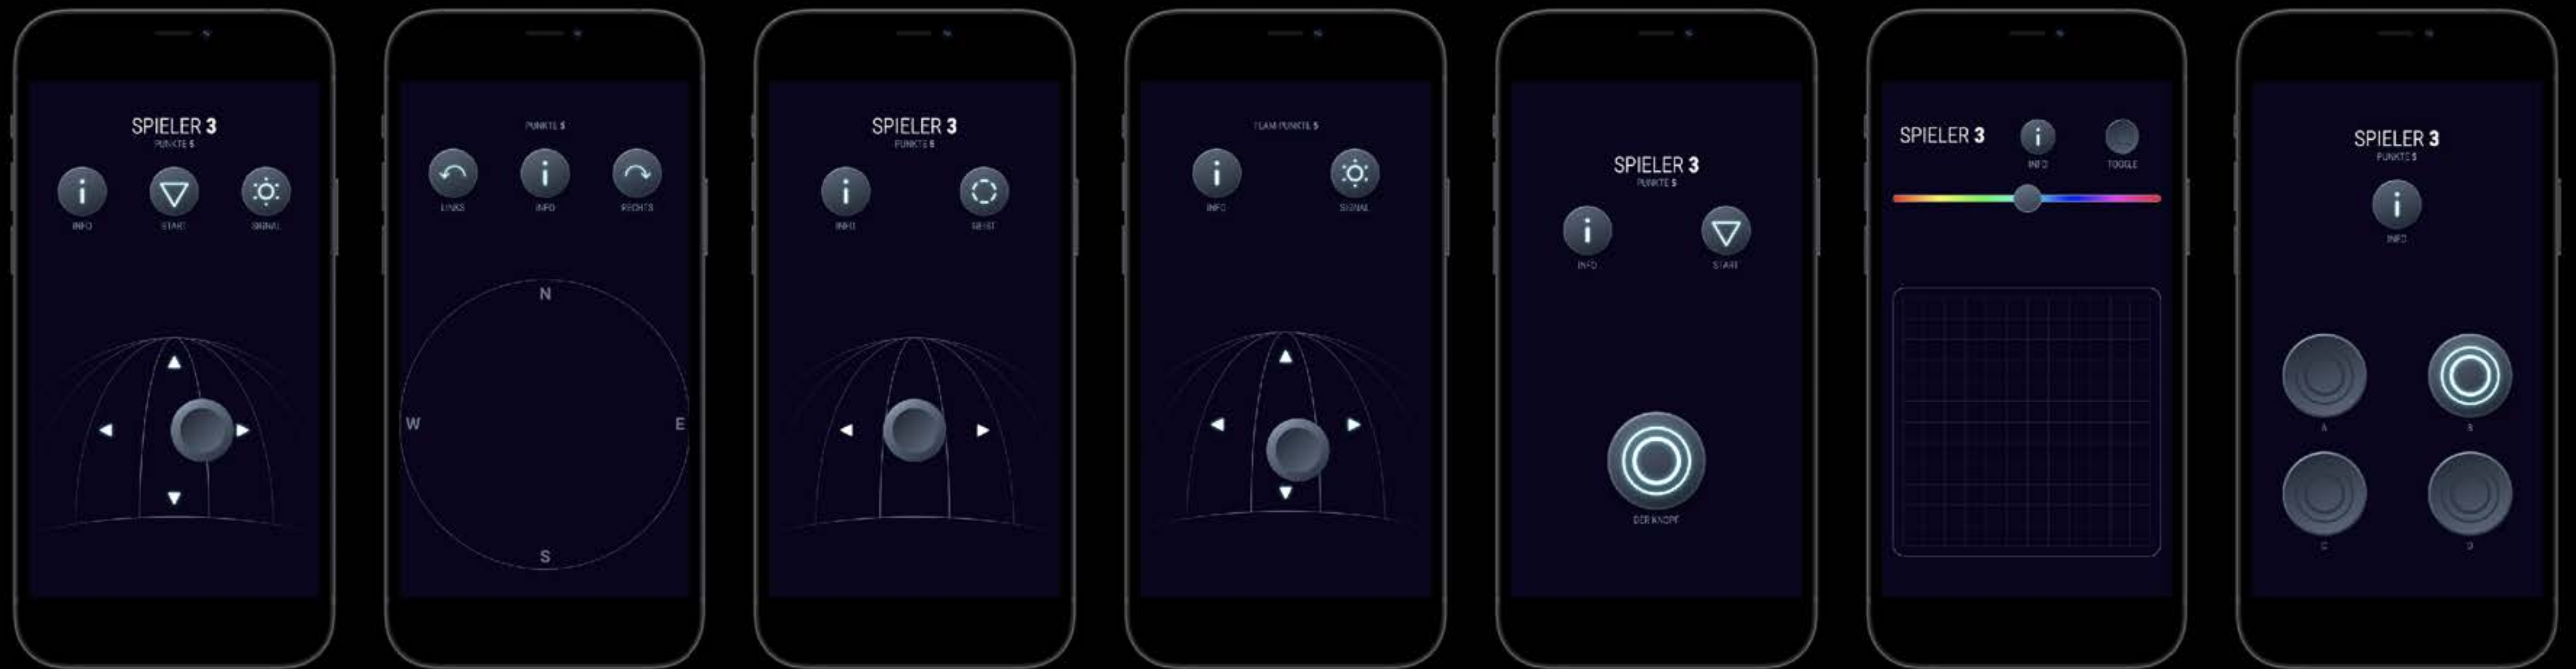 SPIELER 3
PUNKTE 5
INFO
START
SIGNAL
PUNKTE 5
LINKS
INFO
RECHTS
N
W
E
S
SPIELER 3
PUNKTE 5
INFO
GEIST
TEAM PUNKTE 5
INFO
SIGNAL
SPIELER 3
PUNKTE 5
INFO
START
DER KNOPF
SPIELER 3
INFO
TOGGLE
SPIELER 3
PUNKTE 5
INFO
A
B
C
D